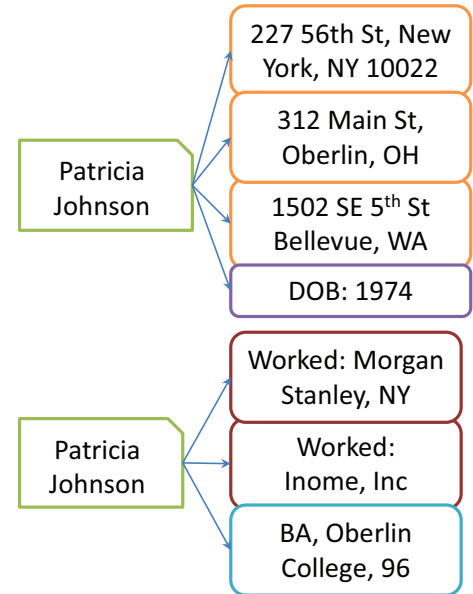 227 56th St, New
York, NY 10022
312 Main St,
Oberlin, OH
Patricia
Johnson
1502 SE 5th St
Bellevue, WA
DOB: 1974
Worked: Morgan
Stanley, NY
Patricia
Johnson
Worked:
Inome, Inc
BA, Oberlin
College, 96